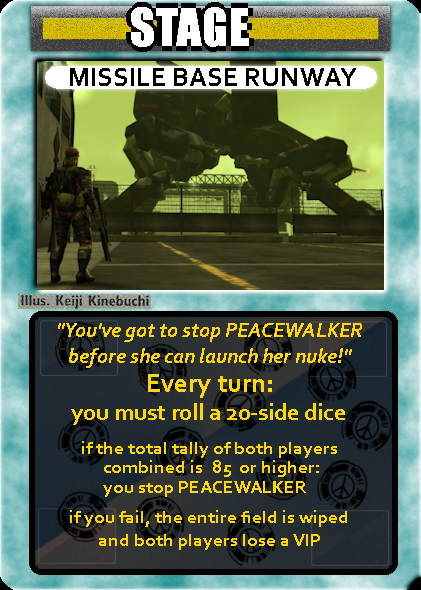 STAGE
MISSILE BASE RUNWAY
Illus. Keiji Kinebuchi
"You've got to stop PEACEWALKER
before she can launch her nuke!"
Every turn:
you must roll a 20-side dice
if the total tally of both players
combined is 85 or higher:
you stop PEACEWALKER
if you fail, the entire field is wiped
and both players lose a VIP